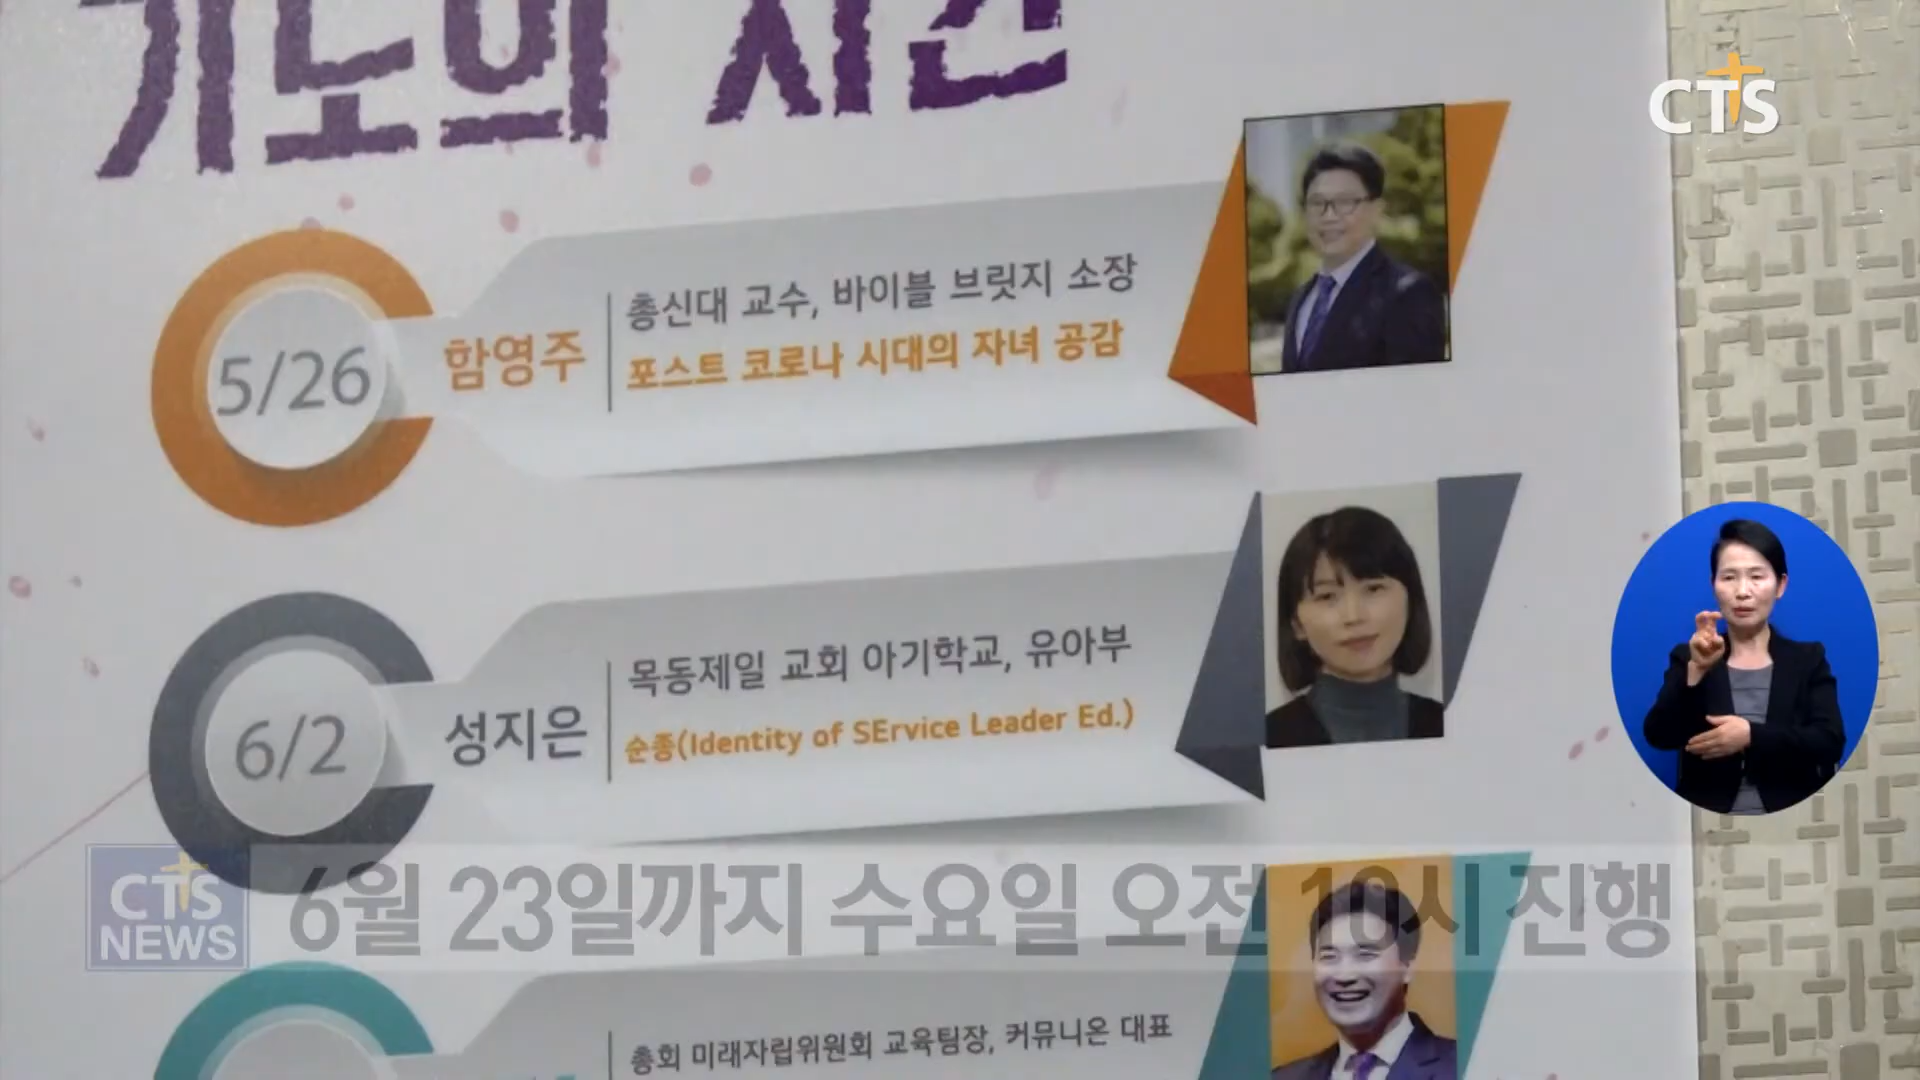 기도의 시간
CTS
5/26
함영주
총신대 교수, 바이블 브릿지 소장
포스트 코로나 시대의 자녀 공감
6/2
성지은
목동제일 교회 아기학교, 유아부
순종(Identity of SErvice Leader Ed.)
CTS
NEWS
6월 23일까지 수요일 오전 10시 진행
총회 미래자립위원회 교육팀장, 커뮤니온 대표